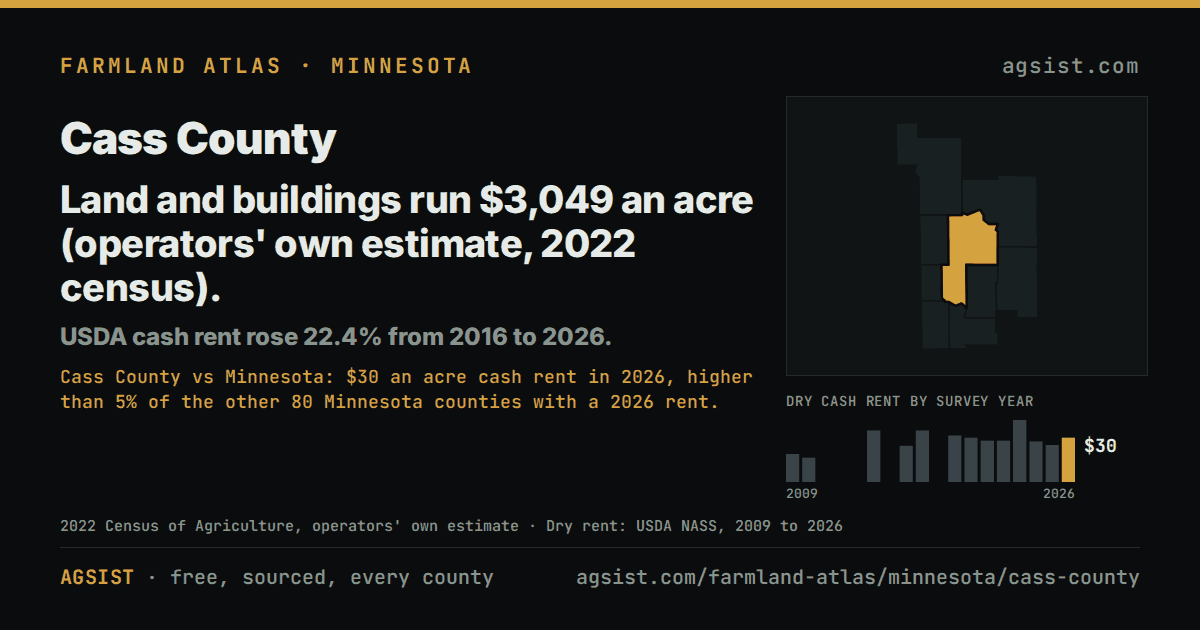 FARMLAND ATLAS · MINNESOTA
agsist.com
Cass County
Land and buildings run $3,049 an acre
(operators' own estimate, 2022
census).
USDA cash rent rose 22.4% from 2016 to 2026.
Cass County vs Minnesota: $30 an acre cash rent in 2026, higher
than 5% of the other 80 Minnesota counties with a 2026 rent.
DRY CASH RENT BY SURVEY YEAR
$30
2009
2026
2022 Census of Agriculture, operators' own estimate · Dry rent: USDA NASS, 2009 to 2026
AGSIST · free, sourced, every county
agsist.com/farmland-atlas/minnesota/cass-county